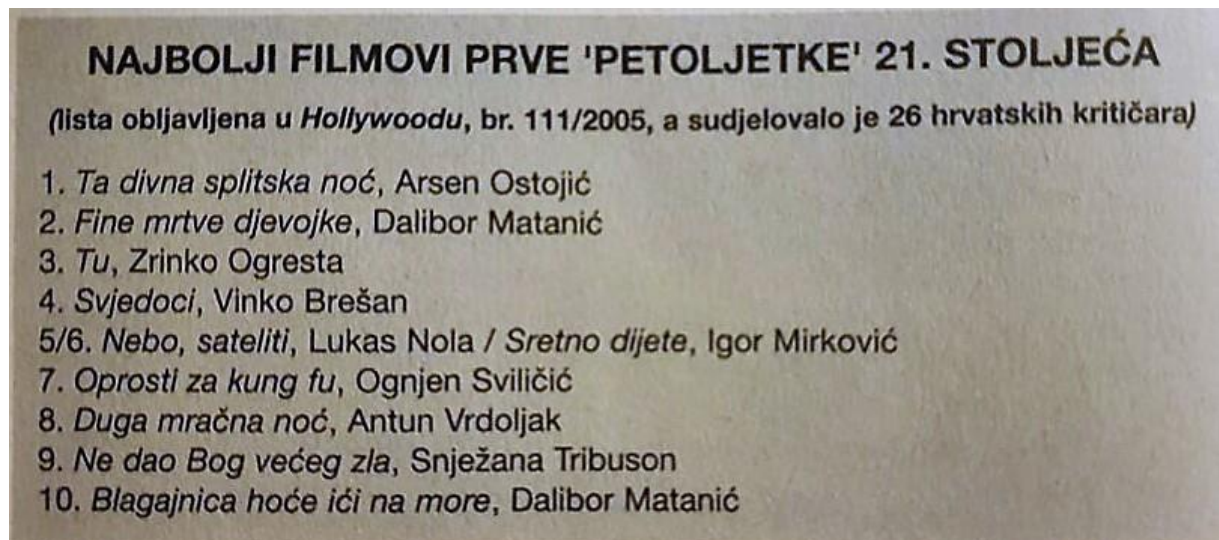 NAJBOLJI FILMOVI PRVE 'PETOLJETKE' 21. STOLJEĆA
(lista obljavljena u Hollywoodu, br. 111/2005, a sudjelovalo je 26 hrvatskih kritičara)
1. Ta divna splitska noć, Arsen Ostojić
2. Fine mrtve djevojke, Dalibor Matanić
3. Tu, Zrinko Ogresta
4. Svjedoci, Vinko Brešan
5/6. Nebo, sateliti, Lukas Nola / Sretno dijete, Igor Mirković
7. Oprosti za kung fu, Ognjen Sviličić
8. Duga mračna noć, Antun Vrdoljak
9. Ne dao Bog većeg zla, Snježana Tribuson
10. Blagajnica hoće ići na more, Dalibor Matanić